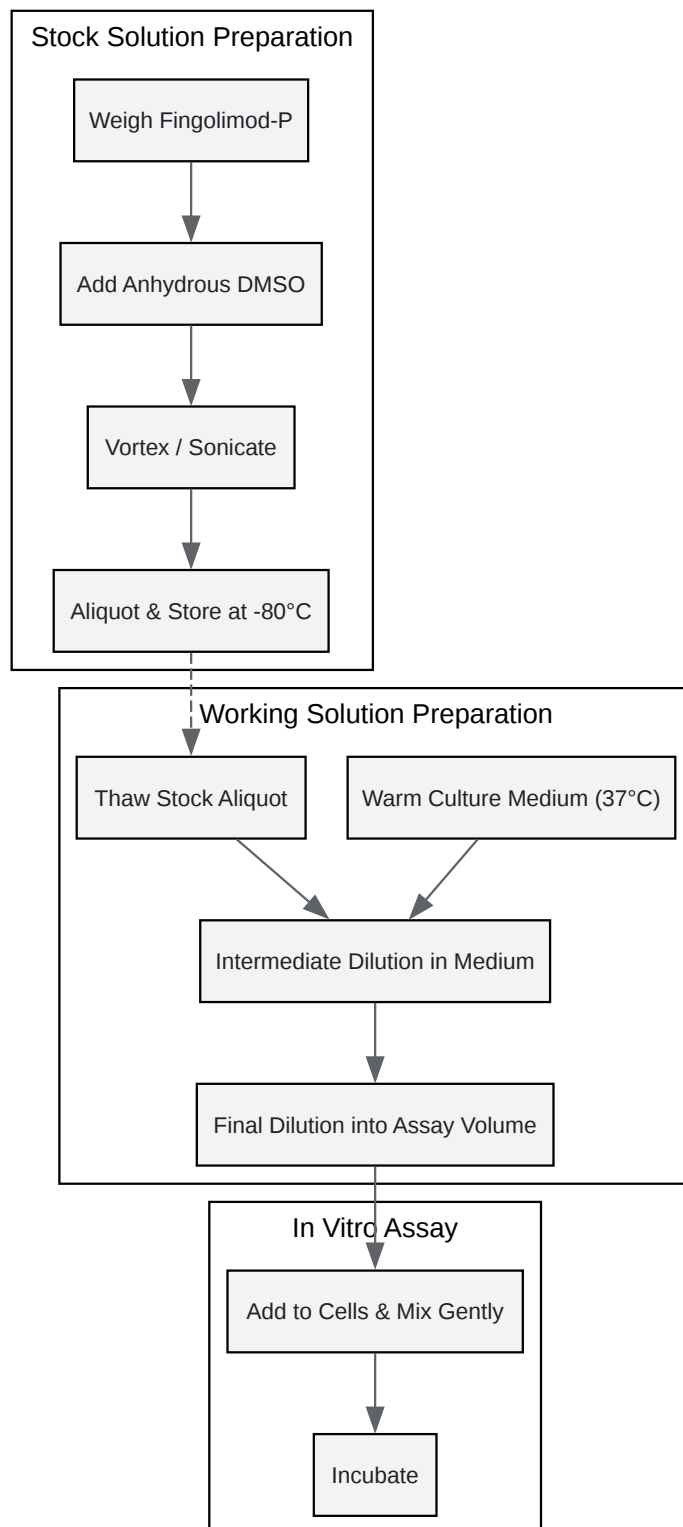 Stock Solution Preparation
Weigh Fingolimod-P
Add Anhydrous DMSO
Vortex / Sonicate
Aliquot & Store at -80°C
Working Solution Preparation
Thaw Stock Aliquot
Warm Culture Medium (37°C)
Intermediate Dilution in Medium
Final Dilution into Assay Volume
In Vitro Assay
Add to Cells & Mix Gently
Incubate